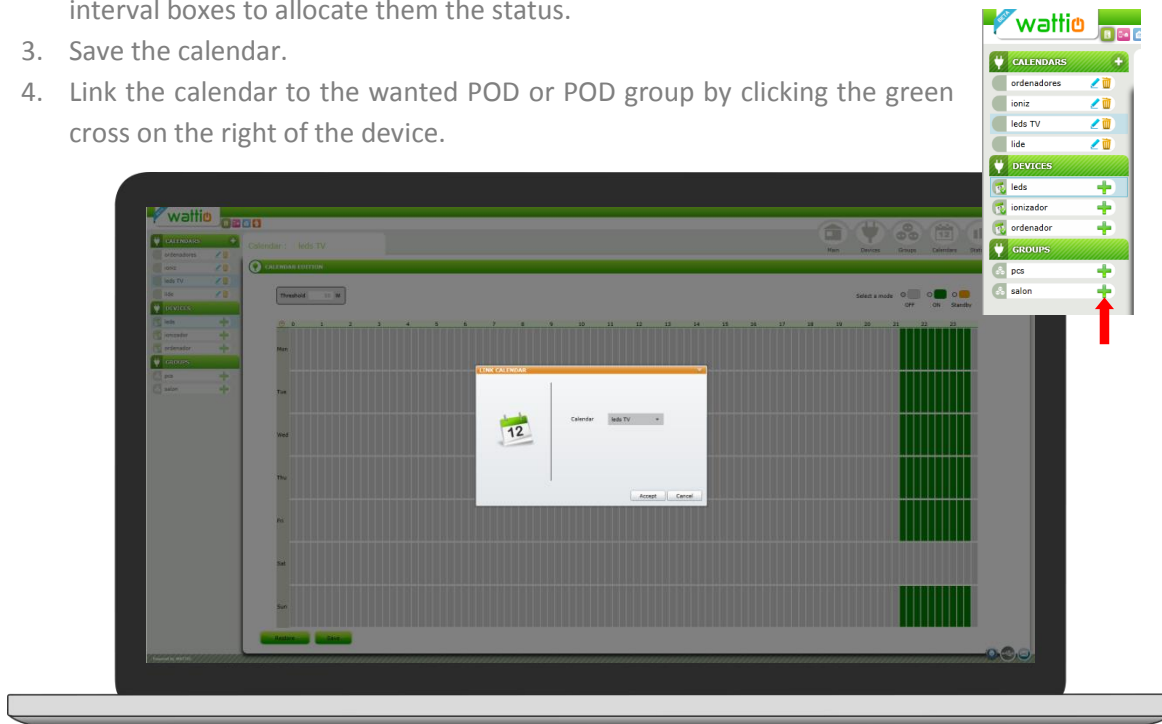 interval boxes to allocate them the status.
3. Save the calendar.
4. Link the calendar to the wanted POD or POD group by clicking the green
cross on the right of the device.
BETA
wattio
CALENDARS
ordenadores
ioniz
leds TV
lide
DEVICES
leds
ionizador
ordenador
GROUPS
pcs
salon
wattio
CALENDARS
ordenadores
ioniz
leds TV
lide
DEVICES
leds
ionizador
ordenador
GROUPS
pcs
salon
Calendar : leds TV
Main Devices Groups Calendars
CALENDAR EDITION
Threshold W
Select a mode OFF ON Standby
0 1 2 3 4 5 6 7 8 9 10 11 12 13 14 15 16 17 18 19 20 21 22 23
Mon
Tue
Wed
Thu
Fri
Sat
Sun
LINK CALENDAR
12
Calendar leds TV
Accept Cancel
Restore Save